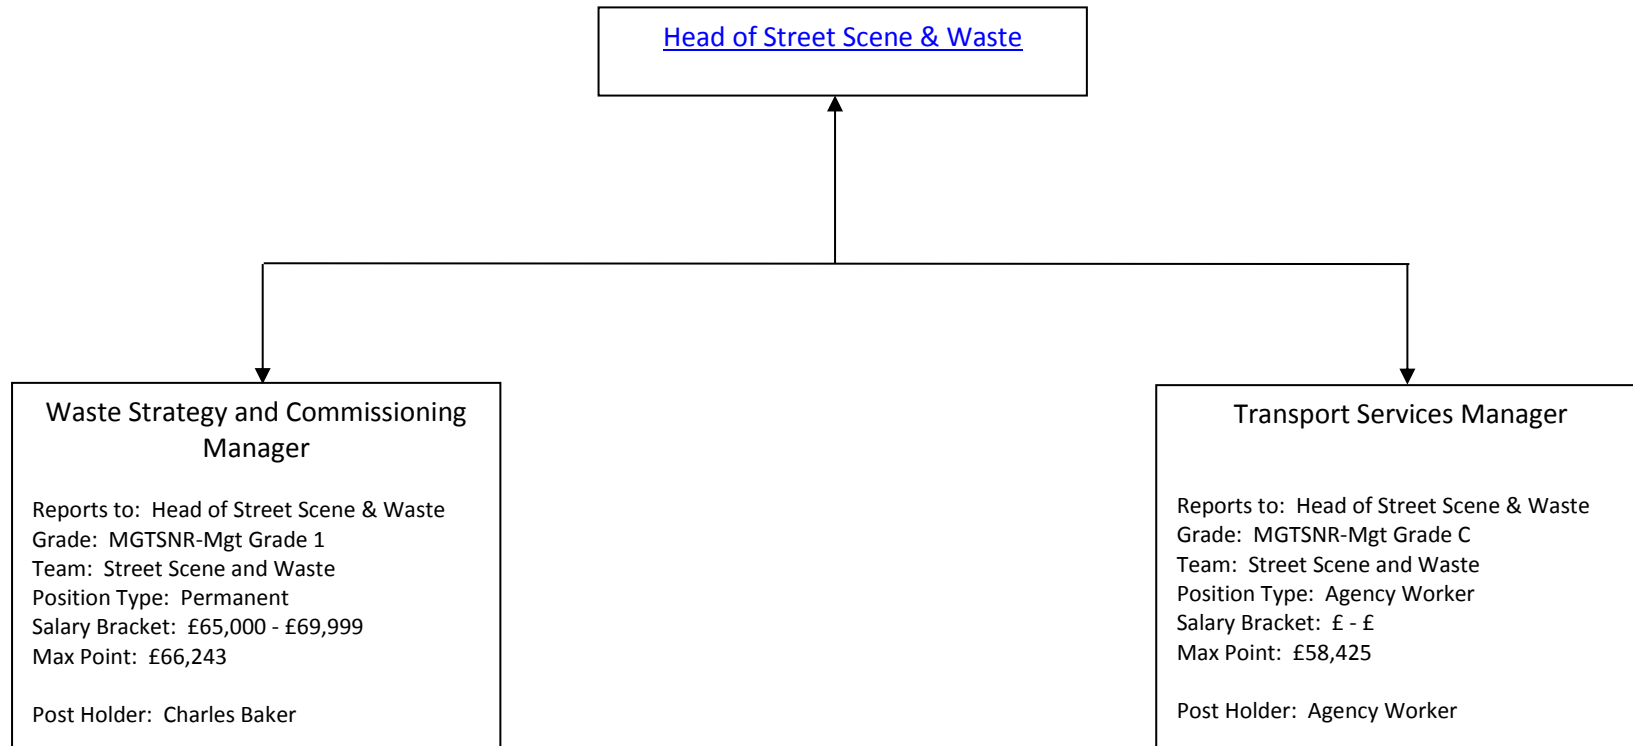 Head of Street Scene & Waste
Waste Strategy and Commissioning
Manager
Reports to:  Head of Street Scene & Waste
Grade:  MGTSNR-Mgt Grade 1
Team:  Street Scene and Waste
Position Type:  Permanent
Salary Bracket:  £65,000 - £69,999
Max Point:  £66,243
Post Holder:  Charles Baker
Transport Services Manager
Reports to:  Head of Street Scene & Waste
Grade:  MGTSNR-Mgt Grade C
Team:  Street Scene and Waste
Position Type:  Agency Worker
Salary Bracket:  £ - £
Max Point:  £58,425
Post Holder:  Agency Worker